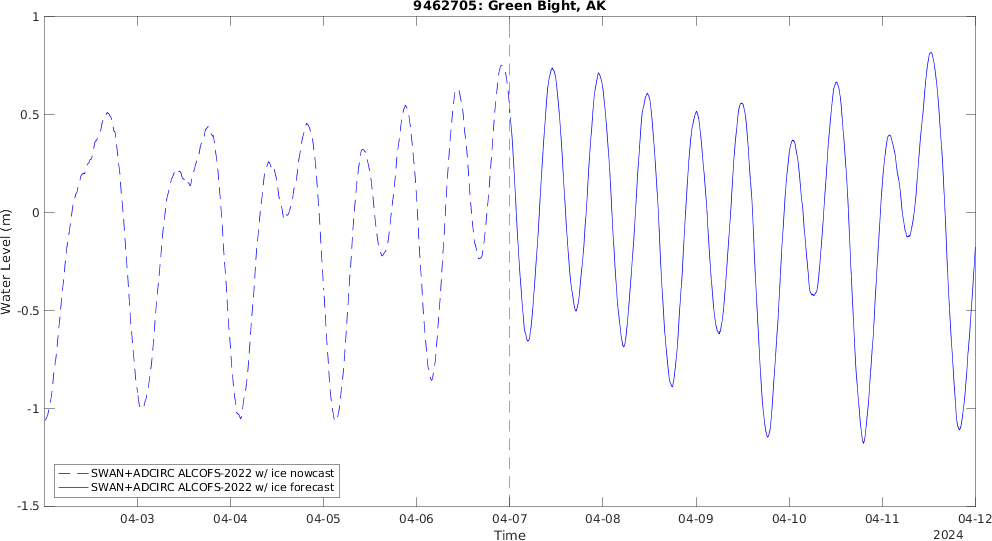 9462705: Green Bight, AK
Water Level (m)
1
0.5
0
-0.5
-1
-1.5
SWAN+ADCIRC ALCOFS-2022 w/ ice nowcast
SWAN+ADCIRC ALCOFS-2022 w/ ice forecast
04-03 04-04 04-05 04-06 04-07 04-08 04-09 04-10 04-11 04-12
Time
2024